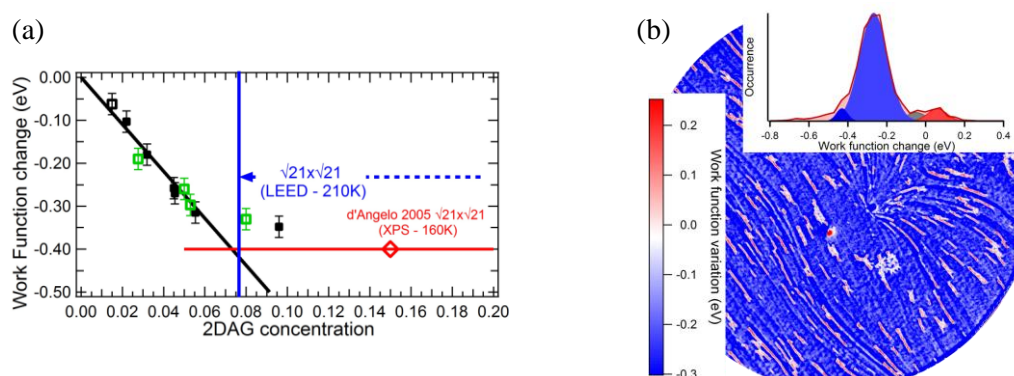 (a)
Work Function change (eV)
0.00
-0.10
-0.20
-0.30
-0.40
-0.50
√21x√21
(LEED - 210K)
d'Angelo 2005 √21x√21
(XPS - 160K)
0.00 0.02 0.04 0.06 0.08 0.10 0.12 0.14 0.16 0.18 0.20
2DAG concentration
(b)
Occurrence
-0.8 -0.6 -0.4 -0.2 0 0.2 0.4
Work function change (eV)
0.2
0.1
0.0
-0.1
-0.2
-0.3
Work function variation (eV)